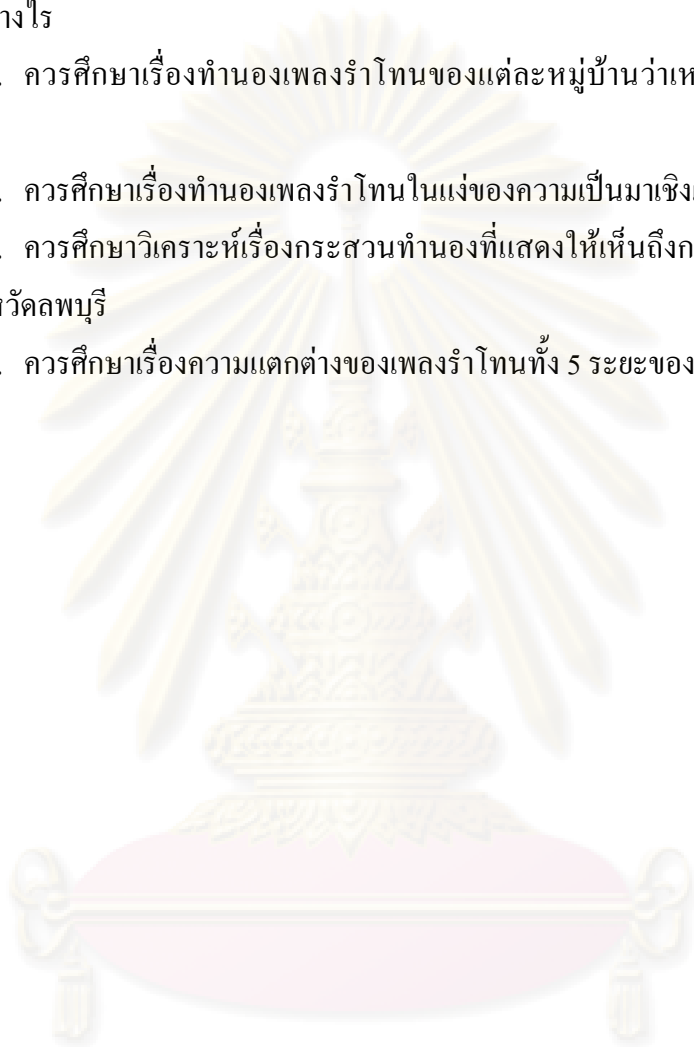 างไร
. ควรศึกษาเรื่องทำนองเพลงรำโทนของแต่ละหมู่บ้านว่าเห
. ควรศึกษาเรื่องทำนองเพลงรำโทนในแง่ของความเป็นมาเชิง
. ควรศึกษาวิเคราะห์เรื่องกระสวนทำนองที่แสดงให้เห็นถึงก
หวัดลพบุรี
. ควรศึกษาเรื่องความแตกต่างของเพลงรำโทนทั้ง 5 ระยะของ